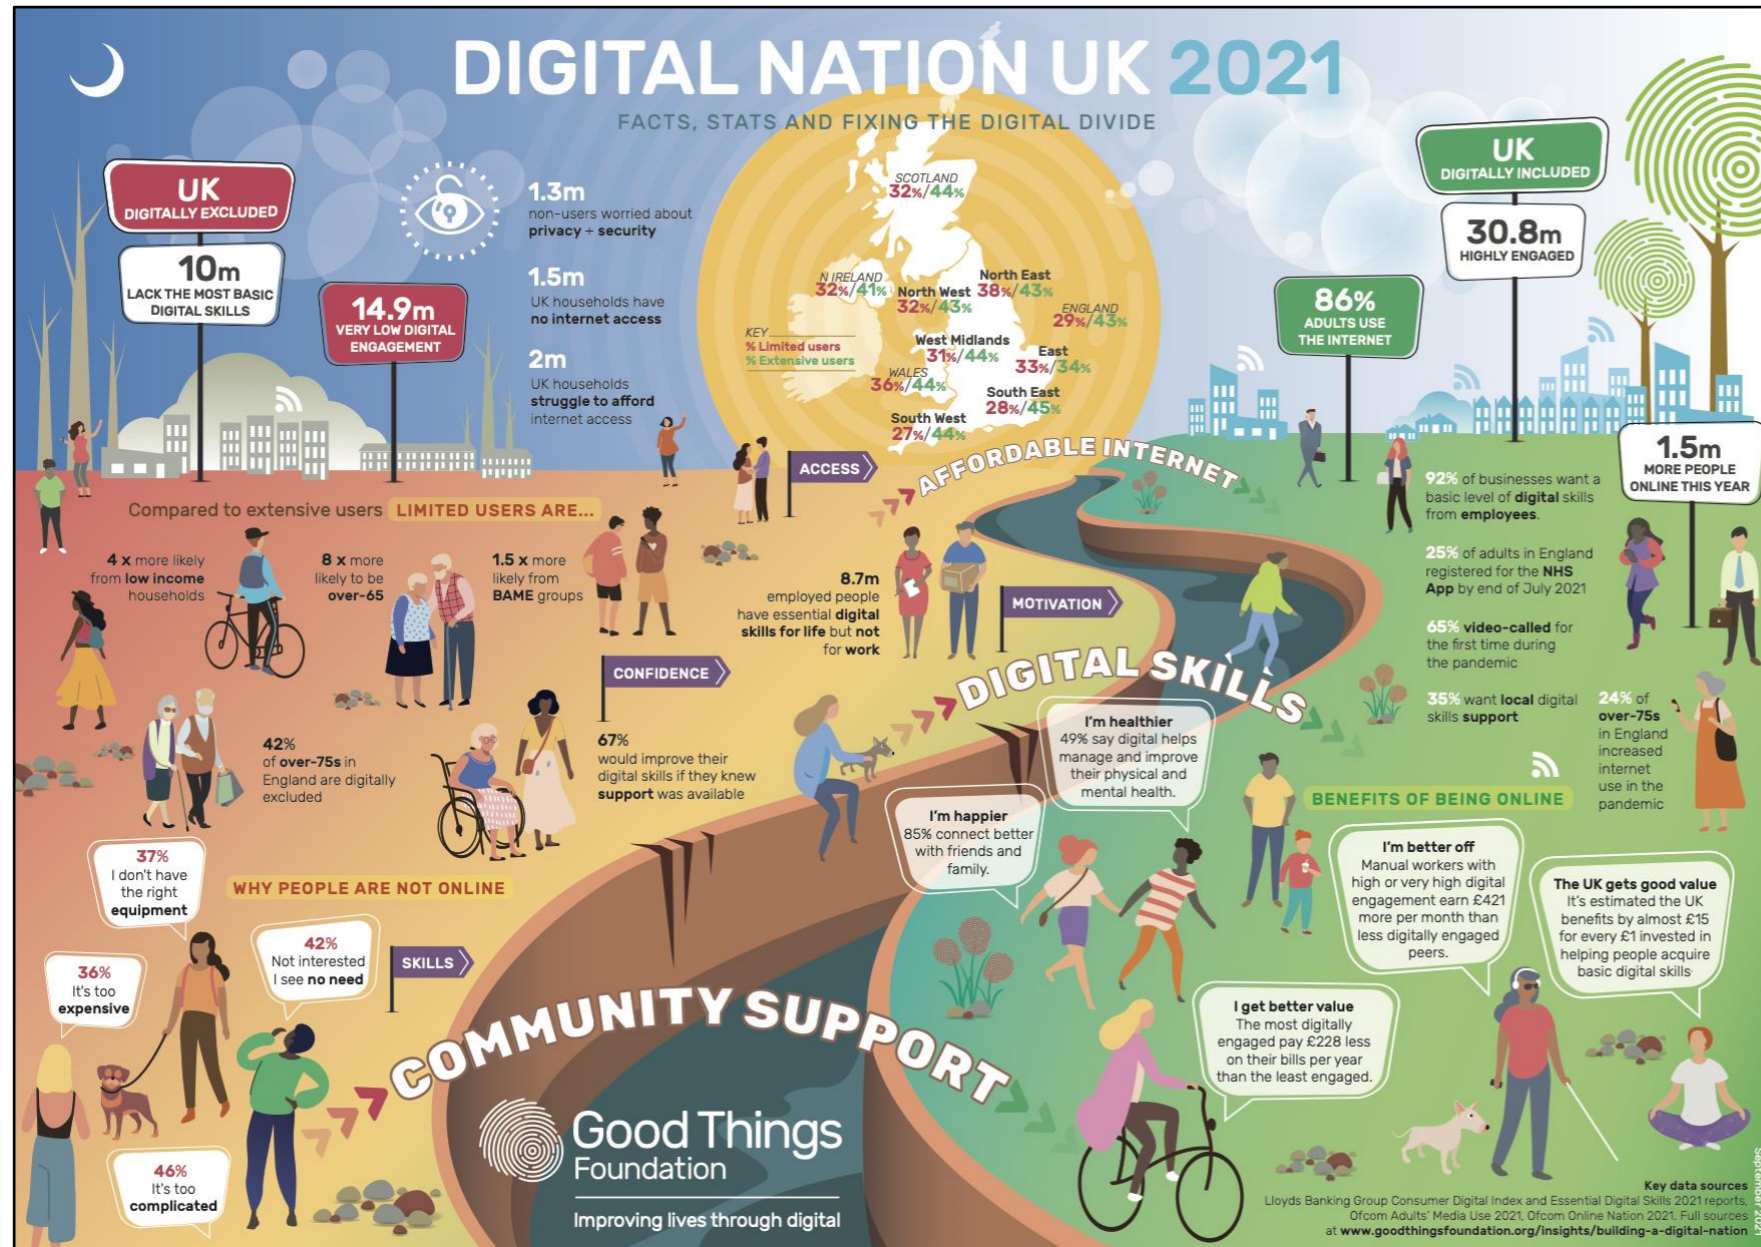 DIGITAL NATION UK 2021
FACTS, STATS AND FIXING THE DIGITAL DIVIDE
UK
DIGITALLY EXCLUDED
10m
LACK THE MOST BASIC
DIGITAL SKILLS
14.9m
VERY LOW DIGITAL
ENGAGEMENT
1.3m
non-users worried about
privacy + security
1.5m
UK households have
no internet access
2m
UK households
struggle to afford
internet access
SCOTLAND
32%/44%
N IRELAND
32%/41%
North West
32%/43%
North East
38%/43%
ENGLAND
29%/43%
West Midlands
31%/44%
East
33%/34%
WALES
36%/44%
South East
28%/45%
South West
27%/44%
KEY
% Limited users
% Extensive users
UK
DIGITALLY INCLUDED
30.8m
HIGHLY ENGAGED
86%
ADULTS USE
THE INTERNET
1.5m
MORE PEOPLE
ONLINE THIS YEAR
ACCESS
AFFORDABLE INTERNET
Compared to extensive users LIMITED USERS ARE...
4 x more likely
from low income
households
8 x more
likely to be
over-65
1.5 x more
likely from
BAME groups
8.7m
employed people
have essential digital
skills for life but not
for work
MOTIVATION
92% of businesses want a
basic level of digital skills
from employees.
25% of adults in England
registered for the NHS
App by end of July 2021
65% video-called for
the first time during
the pandemic
35% want local digital
skills support
24% of
over-75s
in England
increased
internet
use in the
pandemic
CONFIDENCE
DIGITAL SKILLS
42%
of over-75s in
England are digitally
excluded
67%
would improve their
digital skills if they knew
support was available
I'm healthier
49% say digital helps
manage and improve
their physical and
mental health.
I'm happier
85% connect better
with friends and
family.
BENEFITS OF BEING ONLINE
I'm better off
Manual workers with
high or very high digital
engagement earn £421
more per month than
less digitally engaged
peers.
The UK gets good value
It's estimated the UK
benefits by almost £15
for every £1 invested in
helping people acquire
basic digital skills
I get better value
The most digitally
engaged pay £228 less
on their bills per year
than the least engaged.
WHY PEOPLE ARE NOT ONLINE
37%
I don't have
the right
equipment
36%
It's too
expensive
42%
Not interested
I see no need
46%
It's too
complicated
SKILLS
COMMUNITY SUPPORT
Good Things
Foundation
Improving lives through digital
Key data sources
Lloyds Banking Group Consumer Digital Index and Essential Digital Skills 2021 reports,
Ofcom Adults' Media Use 2021, Ofcom Online Nation 2021. Full sources
at www.goodthingsfoundation.org/insights/building-a-digital-nation
September 2021